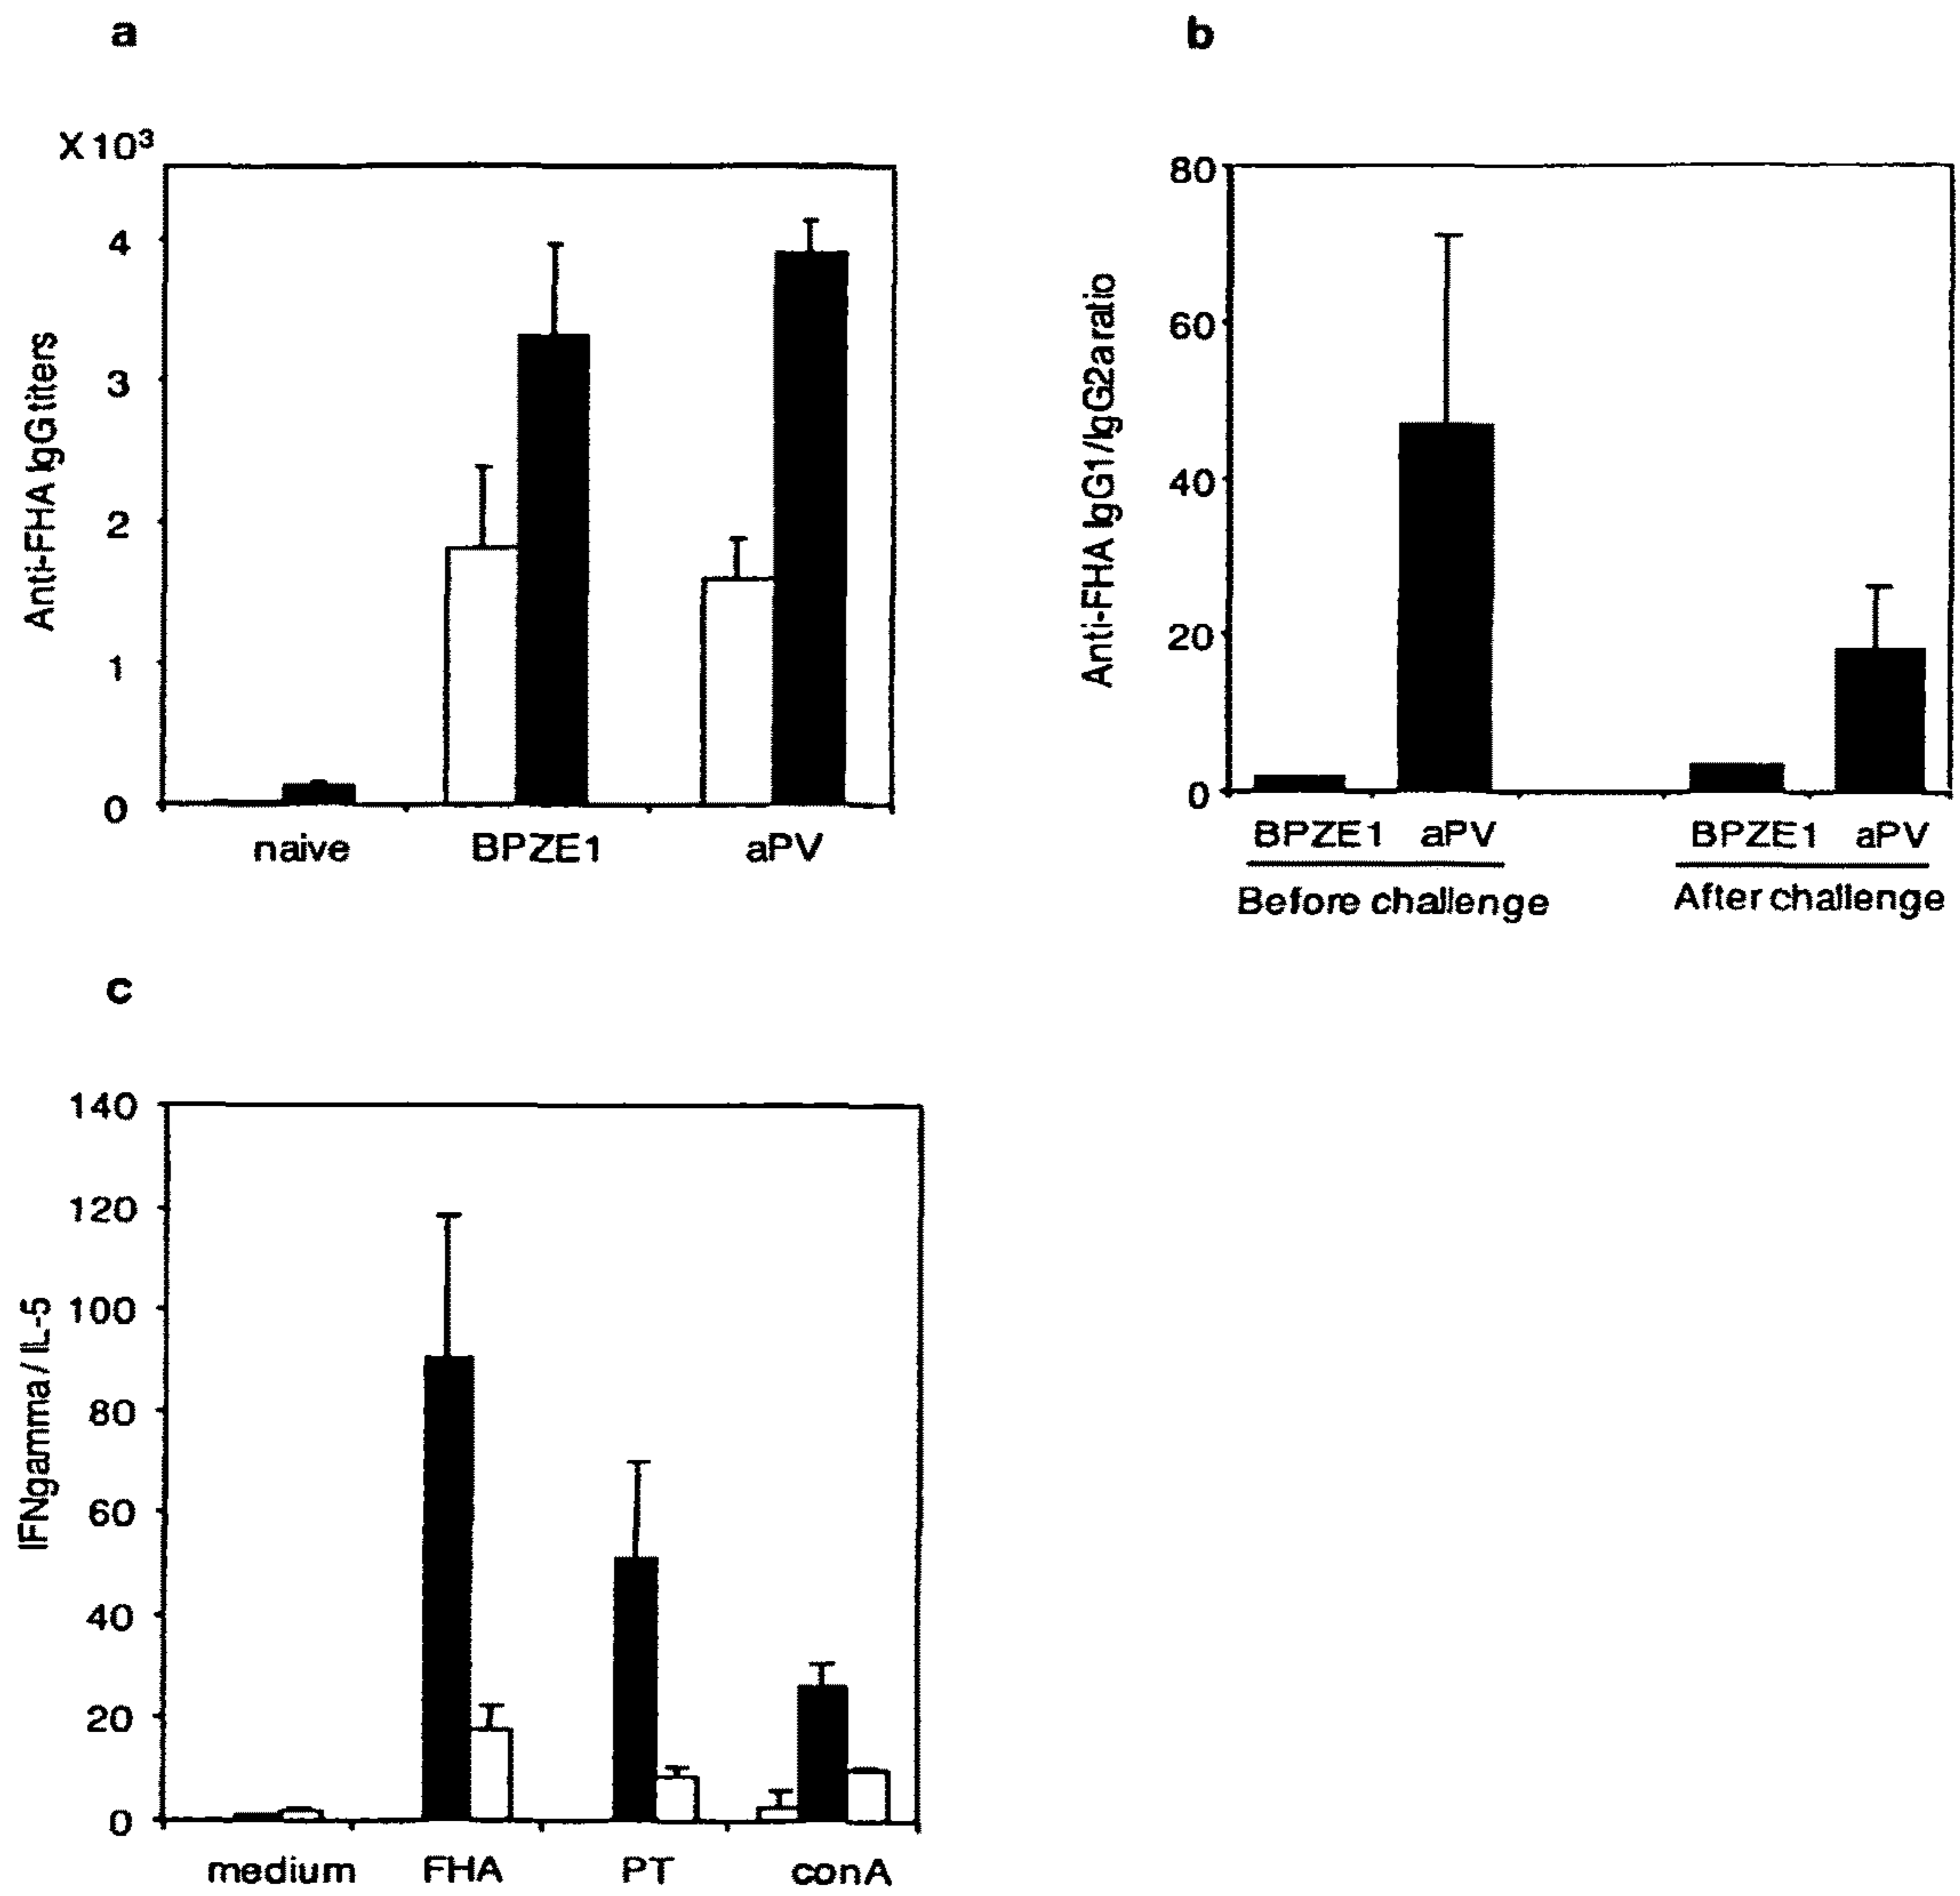 a
X10³
4
3
2
1
0
Anti-FHA IgG titers
naive BPZE1 aPV
b
80
60
40
20
0
Anti-FHA IgG1/IgG2a ratio
BPZE1 aPV BPZE1 aPV
Before challenge After challenge
c
140
120
100
80
60
40
20
0
IFNgamma / IL-5
medium FHA PT conA